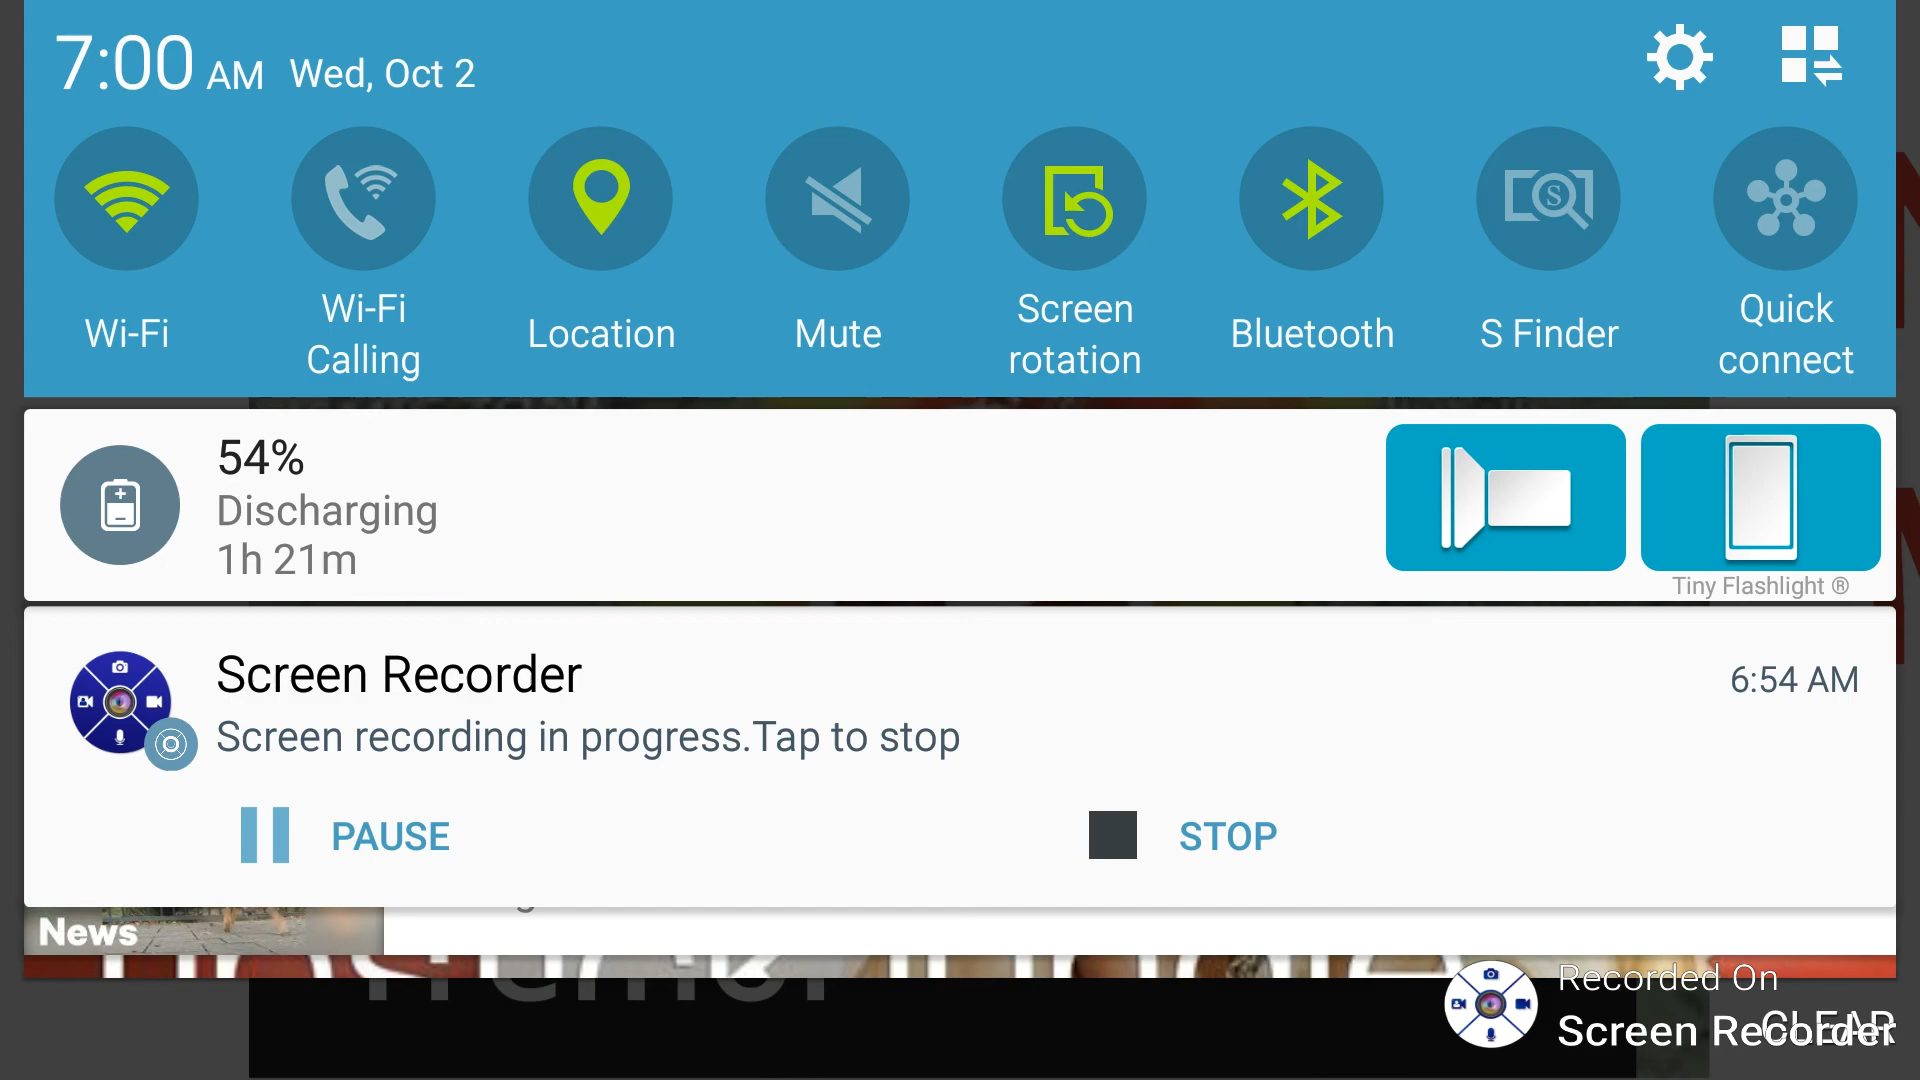 7:00 AM Wed, Oct 2
Wi-Fi
Wi-Fi
Calling
Location
Mute
Screen
rotation
Bluetooth
S Finder
Quick
connect
54%
Discharging
1h 21m
Tiny Flashlight ®
Screen Recorder
6:54 AM
Screen recording in progress.Tap to stop
PAUSE
STOP
News
Recorded On
Screen Recorder
CLEAR